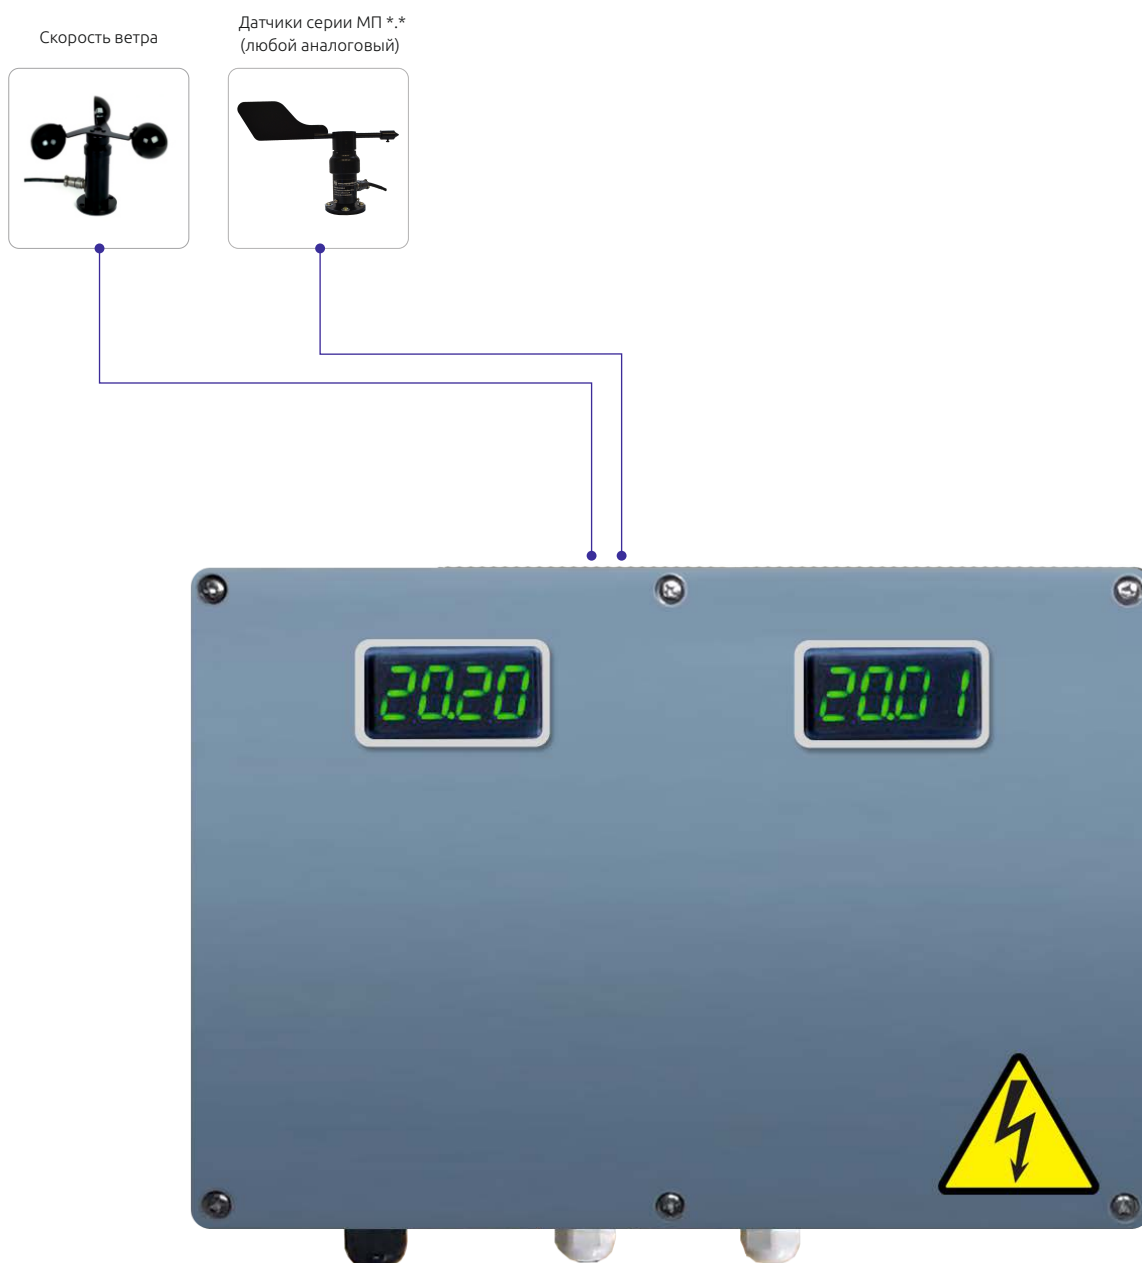 Скорость ветра
Датчики серии МП *.*
(любой аналоговый)
20.20
20.01